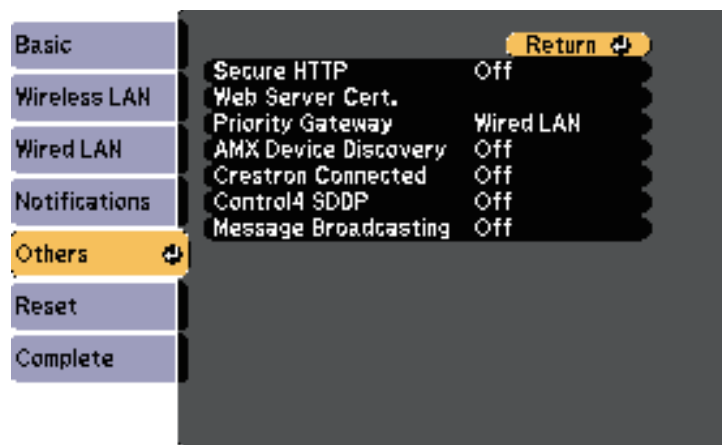 Basic
Wireless LAN
Wired LAN
Notifications
Others
Reset
Complete
Return
Secure HTTP Off
Web Server Cert.
Priority Gateway Wired LAN
AMX Device Discovery Off
Crestron Connected Off
Control4 SDDP Off
Message Broadcasting Off